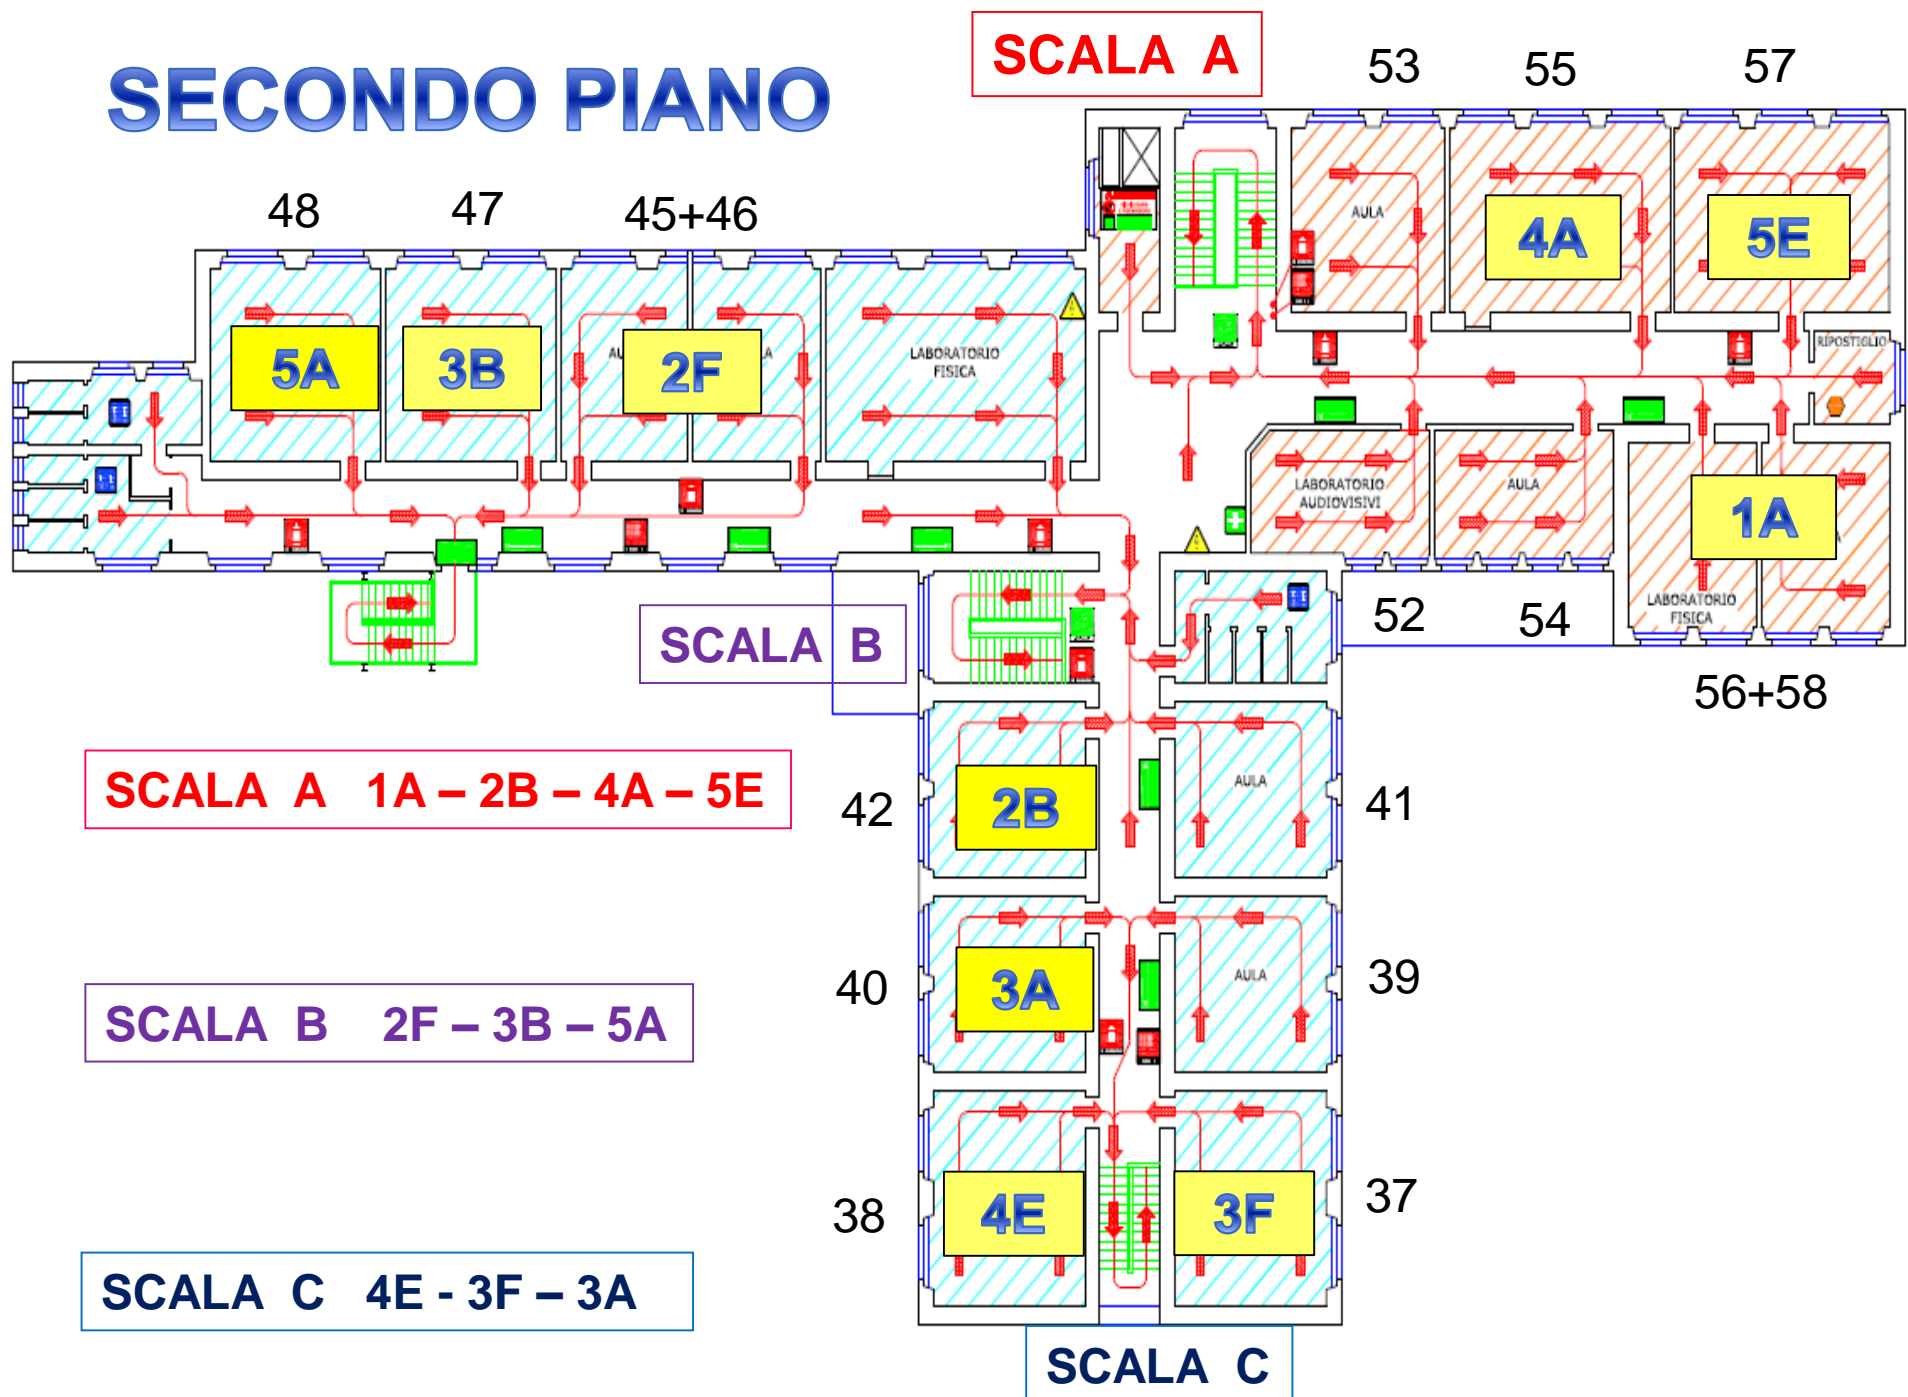 SCALA A
53
55
57
SECONDO PIANO
48
47
45+46
AULA
4A
5E
5A
3B
AU
2F
LA
LABORATORIO
FISICA
RIPOSTIGLIO
LABORATORIO
AUDIOVISIVI
AULA
1A
LABORATORIO
FISICA
52
54
56+58
SCALA B
SCALA A 1A – 2B – 4A – 5E
42
2B
AULA
41
SCALA B 2F – 3B – 5A
40
3A
AULA
39
38
4E
3F
37
SCALA C 4E - 3F – 3A
SCALA C